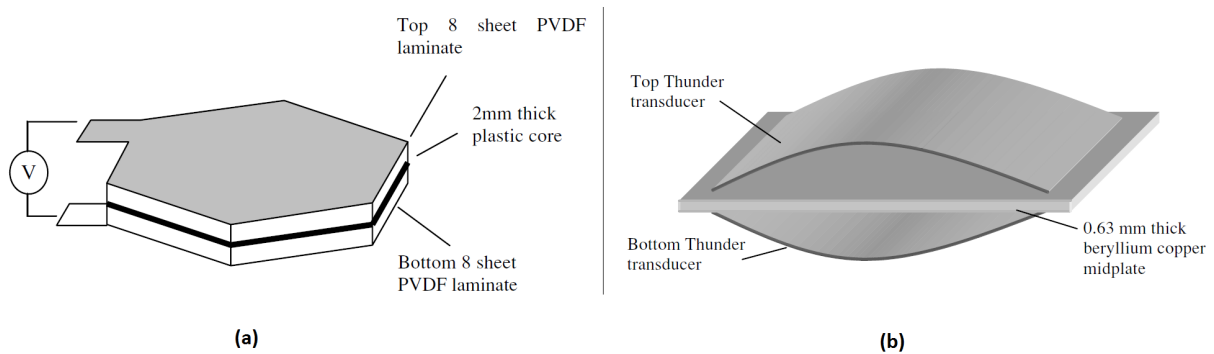 Top 8 sheet PVDF
laminate
2mm thick
plastic core
V
Bottom 8 sheet
PVDF laminate
(a)
Top Thunder
transducer
Bottom Thunder
transducer
0.63 mm thick
beryllium copper
midplate
(b)